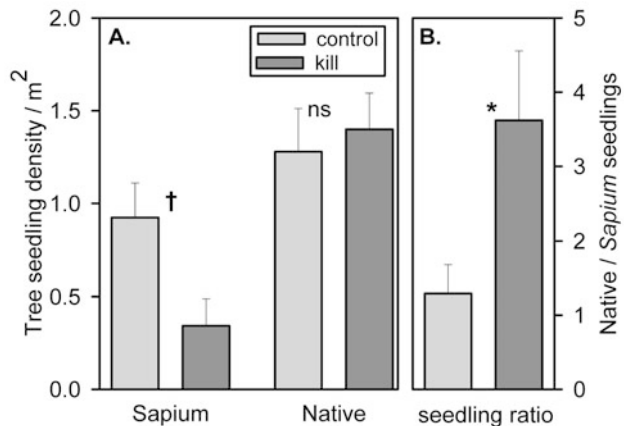 2.0
1.5
1.0
0.5
0.0
Tree seedling density / m²
A.
control
kill
†
ns
Sapium
Native
B.
*
seedling ratio
5
4
3
2
1
0
Native / Sapium seedlings